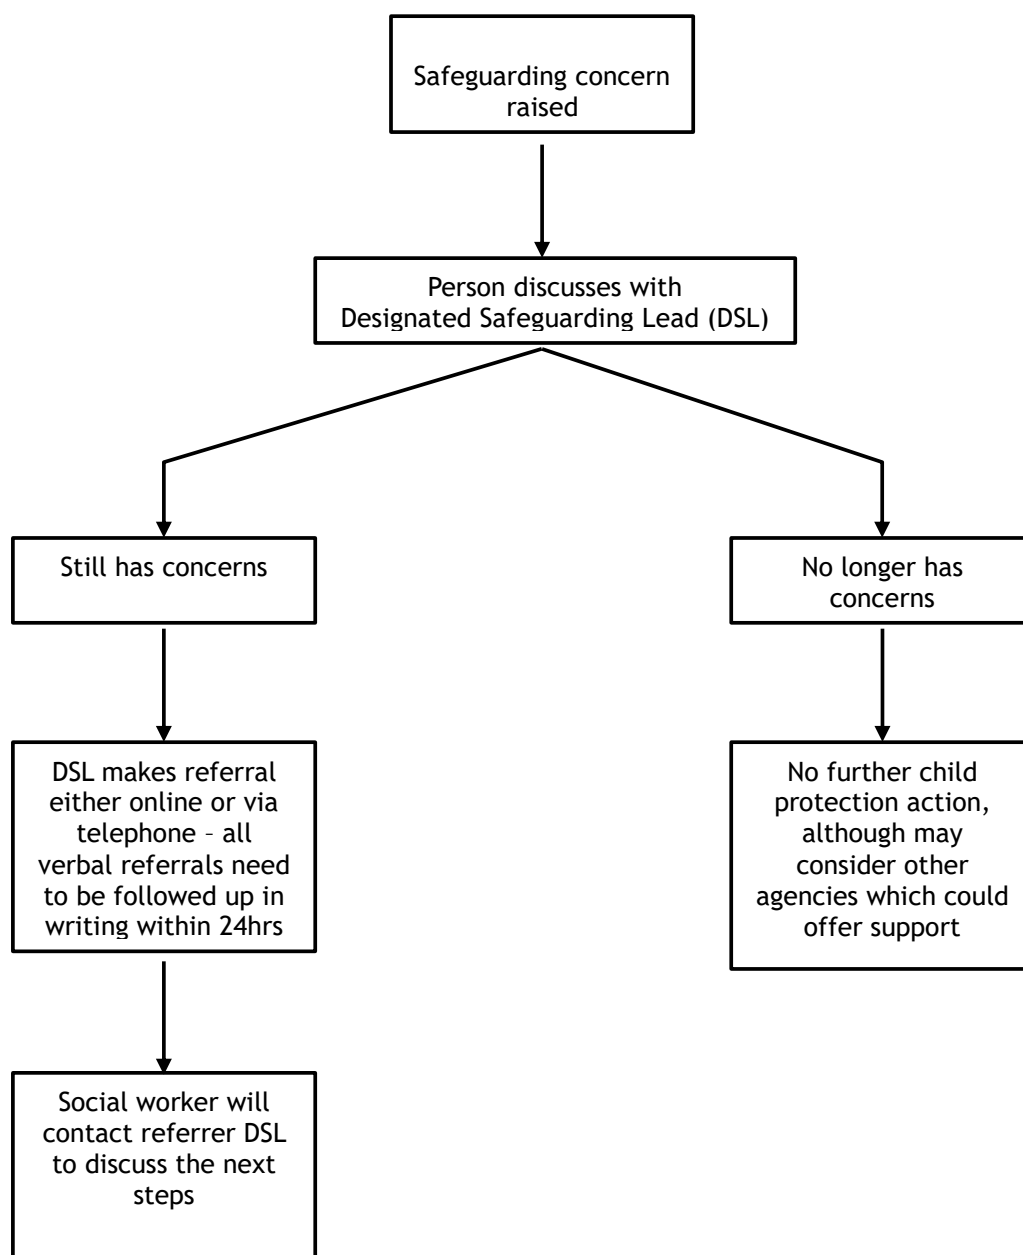 Safeguarding concern
raised
Person discusses with
Designated Safeguarding Lead (DSL)
Still has concerns
No longer has
concerns
DSL makes referral
either online or via
telephone – all
verbal referrals need
to be followed up in
writing within 24hrs
No further child
protection action,
although may
consider other
agencies which could
offer support
Social worker will
contact referrer DSL
to discuss the next
steps